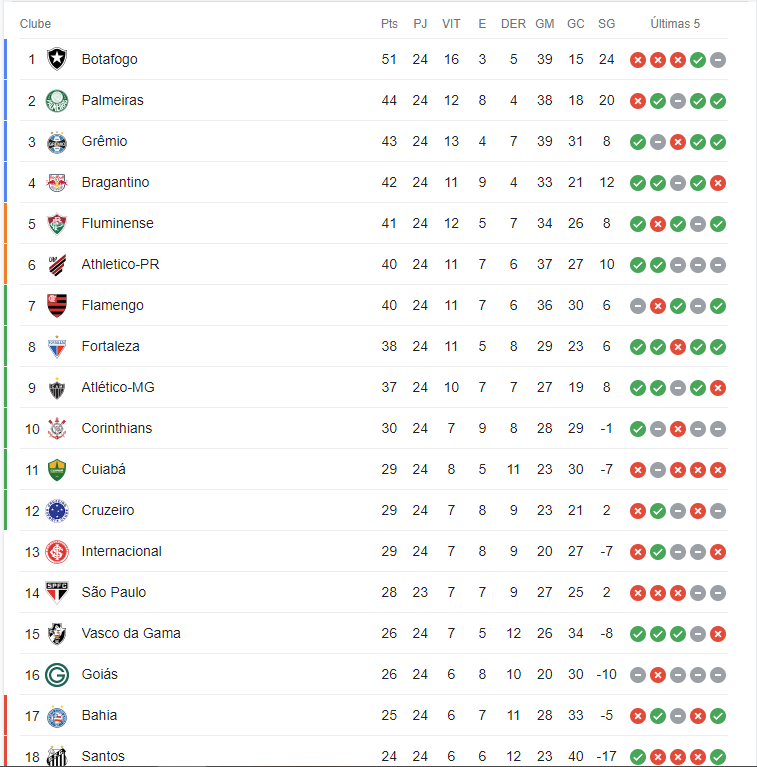 Clube Pts PJ VIT E DER GM GC SG Últimas 5
1 Botafogo 51 24 16 3 5 39 15 24
2 Palmeiras 44 24 12 8 4 38 18 20
3 Grêmio 43 24 13 4 7 39 31 8
4 Bragantino 42 24 11 9 4 33 21 12
5 Fluminense 41 24 12 5 7 34 26 8
6 Athletico-PR 40 24 11 7 6 37 27 10
7 Flamengo 40 24 11 7 6 36 30 6
8 Fortaleza 38 24 11 5 8 29 23 6
9 Atlético-MG 37 24 10 7 7 27 19 8
10 Corinthians 30 24 7 9 8 28 29 -1
11 Cuiabá 29 24 8 5 11 23 30 -7
12 Cruzeiro 29 24 7 8 9 23 21 2
13 Internacional 29 24 7 8 9 20 27 -7
14 São Paulo 28 23 7 7 9 27 25 2
15 Vasco da Gama 26 24 7 5 12 26 34 -8
16 Goiás 26 24 6 8 10 20 30 -10
17 Bahia 25 24 6 7 11 28 33 -5
18 Santos 24 24 6 6 12 23 40 -17